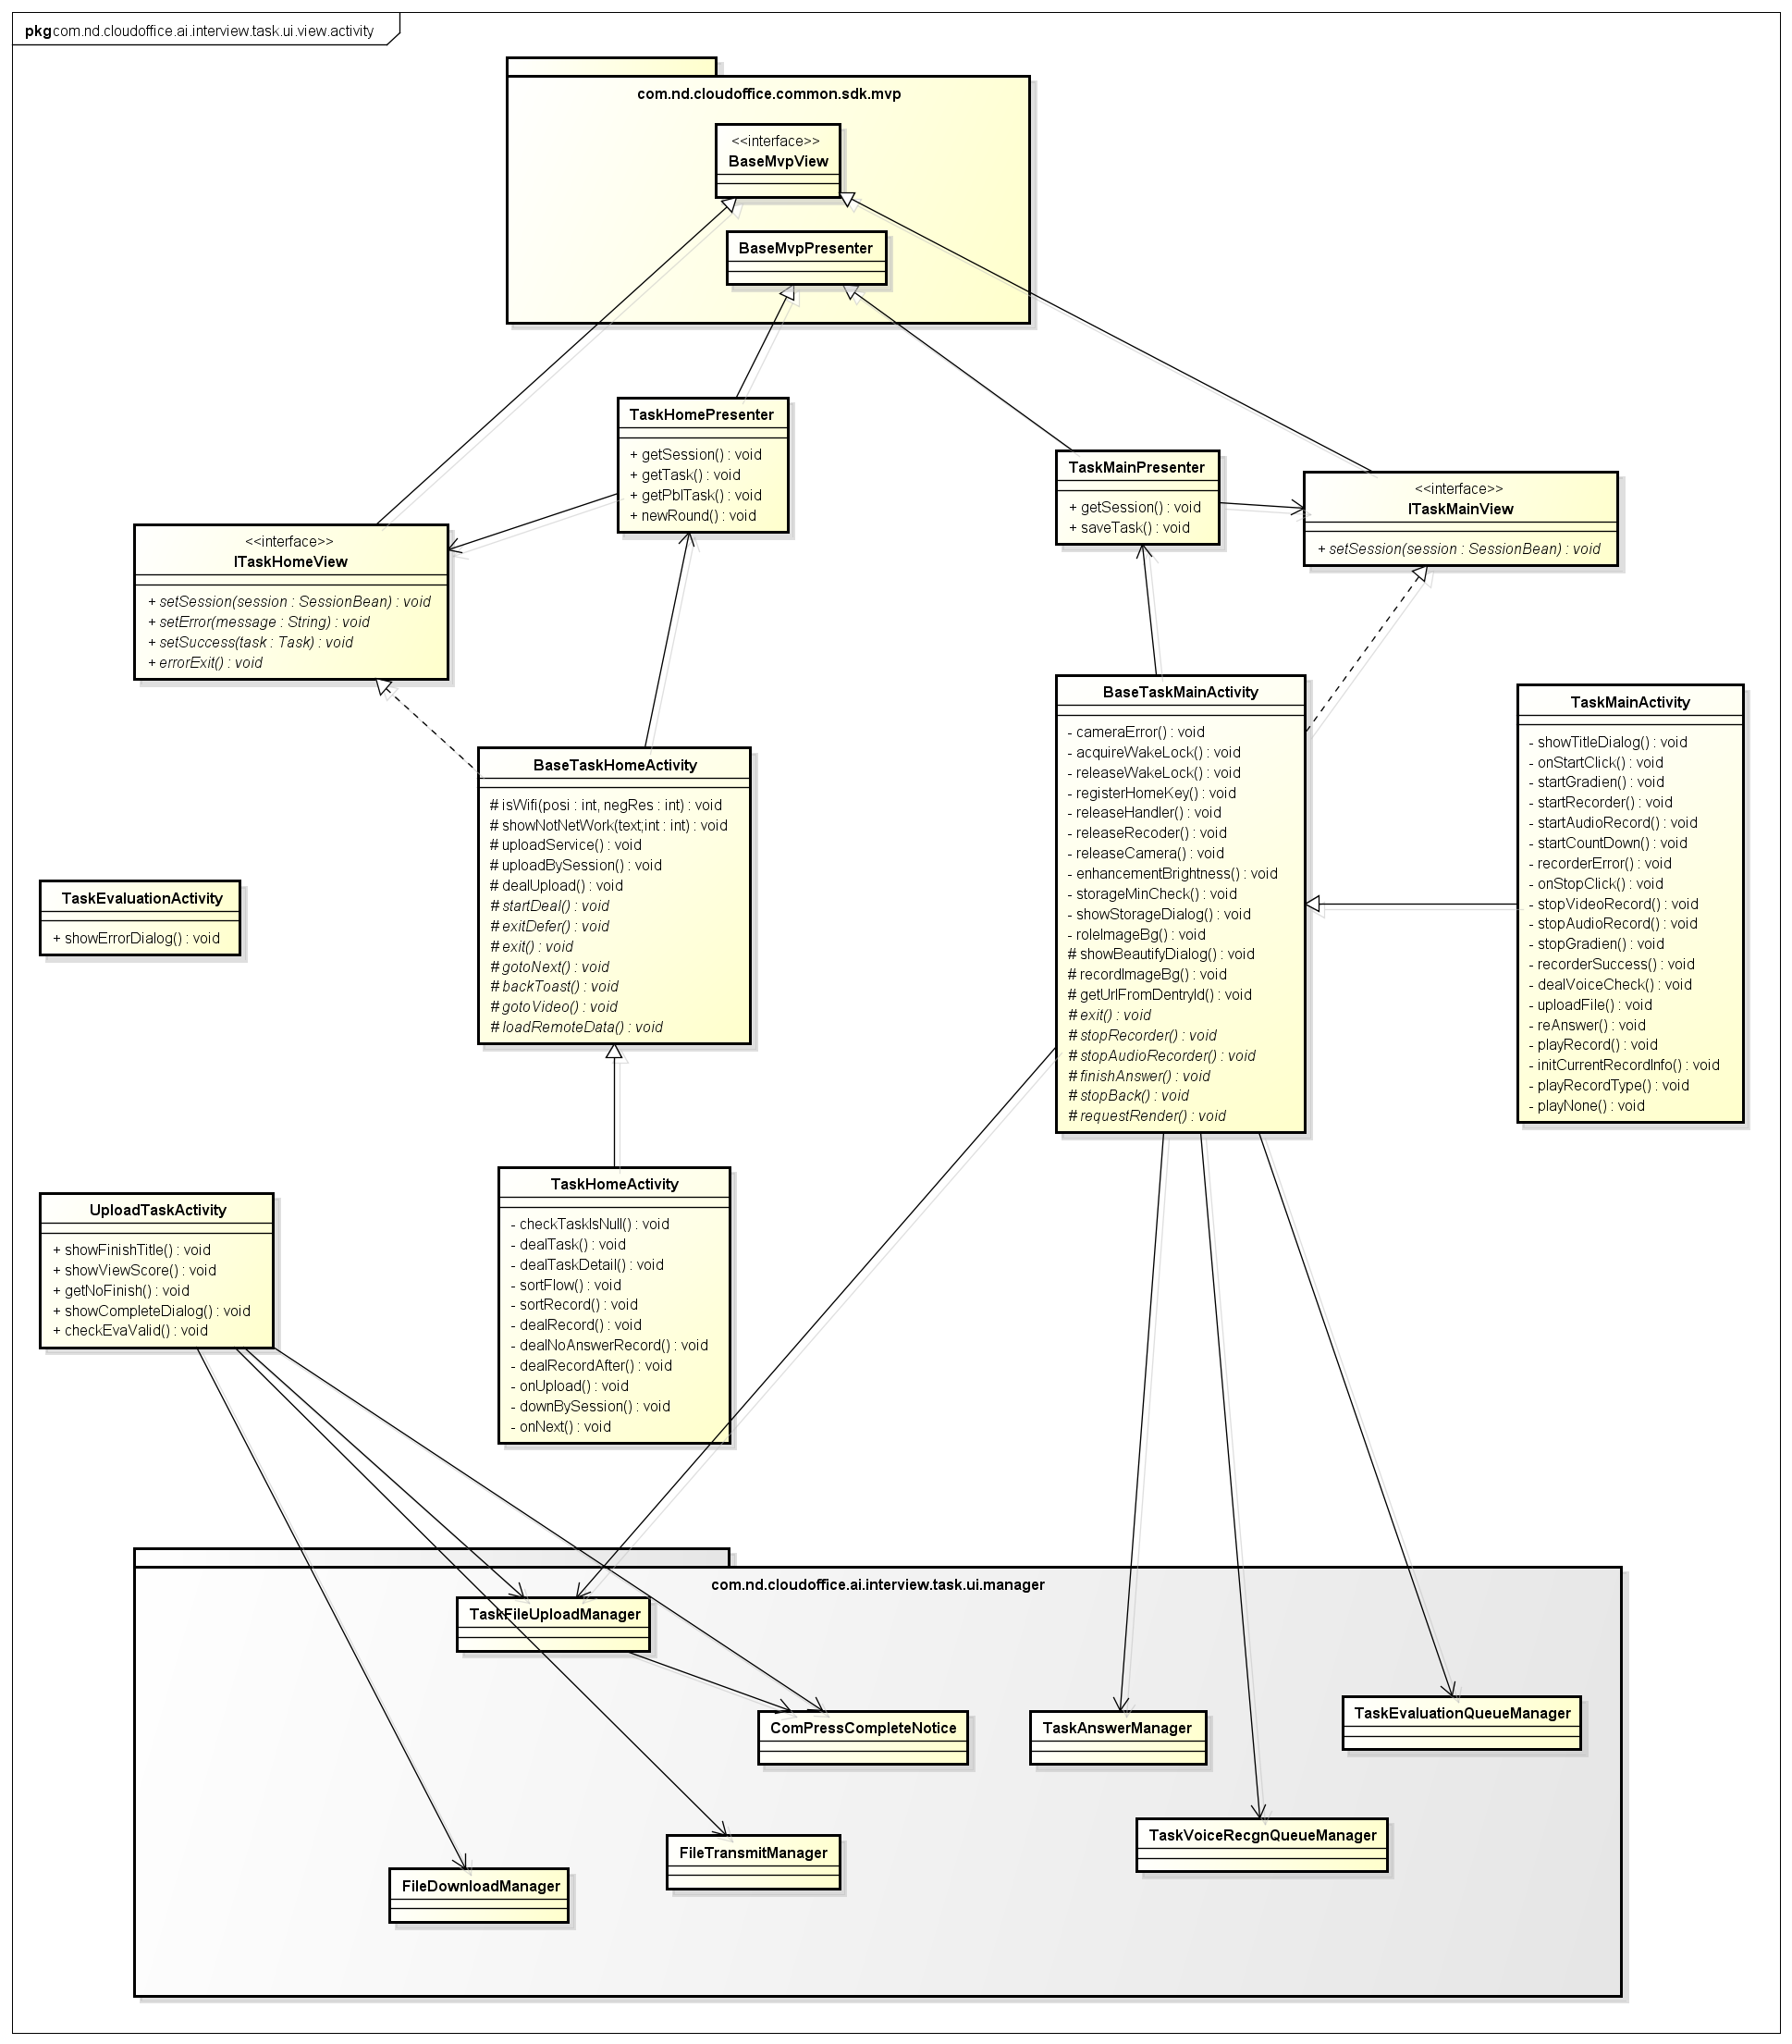 pkg com.nd.cloudoffice.ai.interview.task.ui.view.activity
com.nd.cloudoffice.common.sdk.mvp
<<interface>>
BaseMvpView
BaseMvpPresenter
TaskHomePresenter
+ getSession() : void
+ getTask() : void
+ getPblTask() : void
+ newRound() : void
TaskMainPresenter
+ getSession() : void
+ saveTask() : void
<<interface>>
ITaskMainView
+ setSession(session : SessionBean) : void
<<interface>>
ITaskHomeView
+ setSession(session : SessionBean) : void
+ setError(message : String) : void
+ setSuccess(task : Task) : void
+ errorExit() : void
BaseTaskHomeActivity
# isWifi(posi : int, negRes : int) : void
# showNotNetWork(text;int : int) : void
# uploadService() : void
# uploadBySession() : void
# dealUpload() : void
# startDeal() : void
# exitDefer() : void
# exit() : void
# gotoNext() : void
# backToast() : void
# gotoVideo() : void
# loadRemoteData() : void
BaseTaskMainActivity
- cameraError() : void
- acquireWakeLock() : void
- releaseWakeLock() : void
- registerHomeKey() : void
- releaseHandler() : void
- releaseRecoder() : void
- releaseCamera() : void
- enhancementBrightness() : void
- storageMinCheck() : void
- showStorageDialog() : void
- roleImageBg() : void
# showBeautifyDialog() : void
# recordImageBg() : void
# getUrlFromDentryId() : void
# exit() : void
# stopRecorder() : void
# stopAudioRecorder() : void
# finishAnswer() : void
# stopBack() : void
# requestRender() : void
TaskMainActivity
- showTitleDialog() : void
- onStartClick() : void
- startGradien() : void
- startRecorder() : void
- startAudioRecord() : void
- startCountDown() : void
- recorderError() : void
- onStopClick() : void
- stopVideoRecord() : void
- stopAudioRecord() : void
- stopGradien() : void
- recorderSuccess() : void
- dealVoiceCheck() : void
- uploadFile() : void
- reAnswer() : void
- playRecord() : void
- initCurrentRecordInfo() : void
- playRecordType() : void
- playNone() : void
TaskEvaluationActivity
+ showErrorDialog() : void
TaskHomeActivity
- checkTaskIsNull() : void
- dealTask() : void
- dealTaskDetail() : void
- sortFlow() : void
- sortRecord() : void
- dealRecord() : void
- dealNoAnswerRecord() : void
- dealRecordAfter() : void
- onUpload() : void
- downBySession() : void
- onNext() : void
UploadTaskActivity
+ showFinishTitle() : void
+ showViewScore() : void
+ getNoFinish() : void
+ showCompleteDialog() : void
+ checkEvaValid() : void
com.nd.cloudoffice.ai.interview.task.ui.manager
TaskFileUploadManager
ComPressCompleteNotice
TaskAnswerManager
TaskEvaluationQueueManager
TaskVoiceRecgnQueueManager
FileTransmitManager
FileDownloadManager